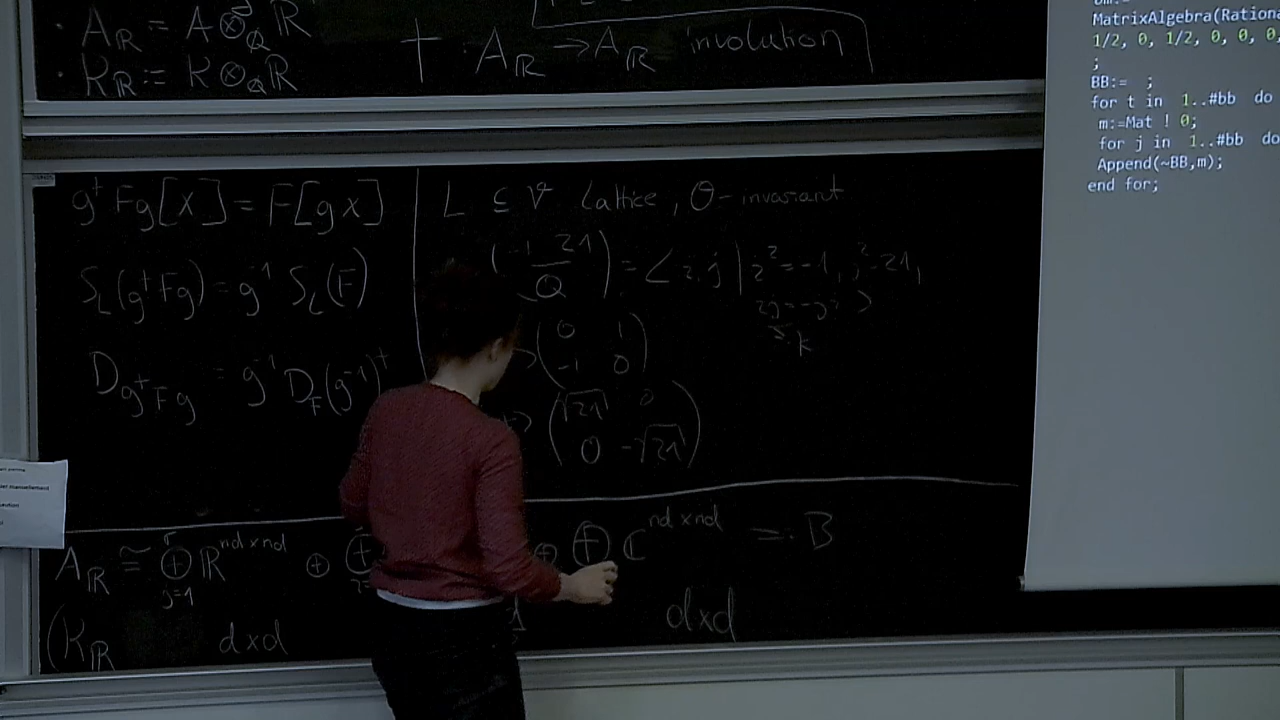 · A_ℝ = A ⊗_ℚ ℝ
· K_ℝ := K ⊗_ℚ ℝ
† A_ℝ → A_ℝ involution
g† F g [x] = F[g x]
S_L(g† F g) = g⁻¹ S_L(F)
D_{g† F g} = g⁻¹ D_F (g⁻¹)†
L ⊆ V lattice, O-invariant
(-1 21 / Q) = < i, j | i² = -1, j² = 21,
ij = -ji >
k
( 0 1
-1 0 )
( √21 0
0 -√21 )
A_ℝ ≅ ⊕_{j=1} ℝ^{nd×nd} ⊕ ⊕ ⊕ ⊕ ℂ^{nd×nd} =: B
(K_ℝ d×d d×d
MatrixAlgebra(Rationa
1/2, 0, 1/2, 0, 0, 0,
;
BB:= ;
for t in 1..#bb do
m:=Mat ! 0;
for j in 1..#bb do
Append(~BB,m);
end for;